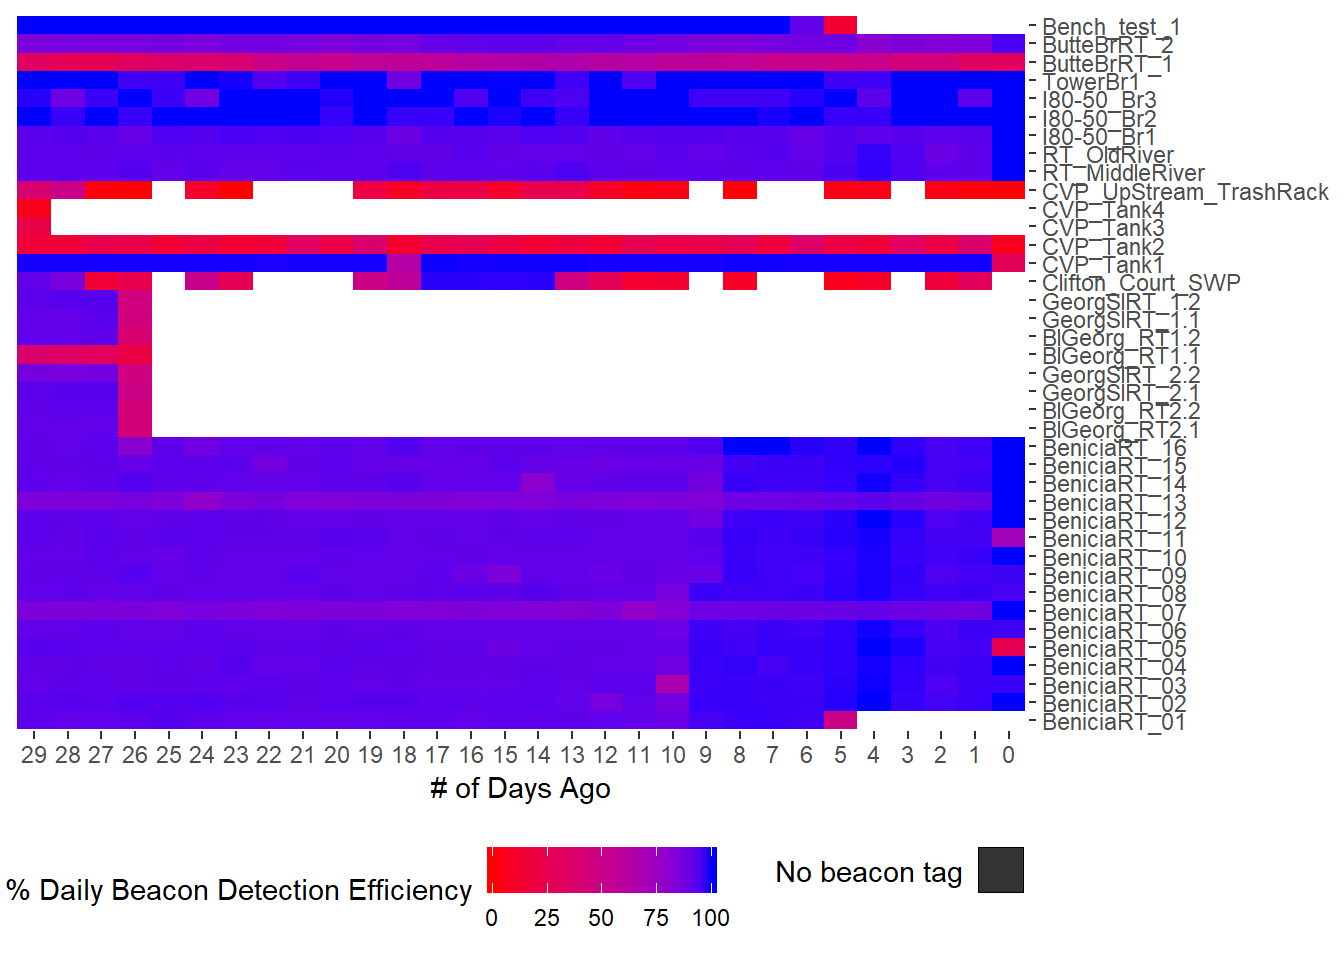 Bench_test_1
ButteBrRT_2
ButteBrRT_1
TowerBr1
I80-50_Br3
I80-50_Br2
I80-50_Br1
RT_OldRiver
RT_MiddleRiver
CVP_UpStream_TrashRack
CVP_Tank4
CVP_Tank3
CVP_Tank2
CVP_Tank1
Clifton_Court_SWP
GeorgSlRT_1.2
GeorgSlRT_1.1
BlGeorg_RT1.2
BlGeorg_RT1.1
GeorgSlRT_2.2
GeorgSlRT_2.1
BlGeorg_RT2.2
BlGeorg_RT2.1
BeniciaRT_16
BeniciaRT_15
BeniciaRT_14
BeniciaRT_13
BeniciaRT_12
BeniciaRT_11
BeniciaRT_10
BeniciaRT_09
BeniciaRT_08
BeniciaRT_07
BeniciaRT_06
BeniciaRT_05
BeniciaRT_04
BeniciaRT_03
BeniciaRT_02
BeniciaRT_01
29 28 27 26 25 24 23 22 21 20 19 18 17 16 15 14 13 12 11 10 9 8 7 6 5 4 3 2 1 0
# of Days Ago
% Daily Beacon Detection Efficiency
0 25 50 75 100
No beacon tag